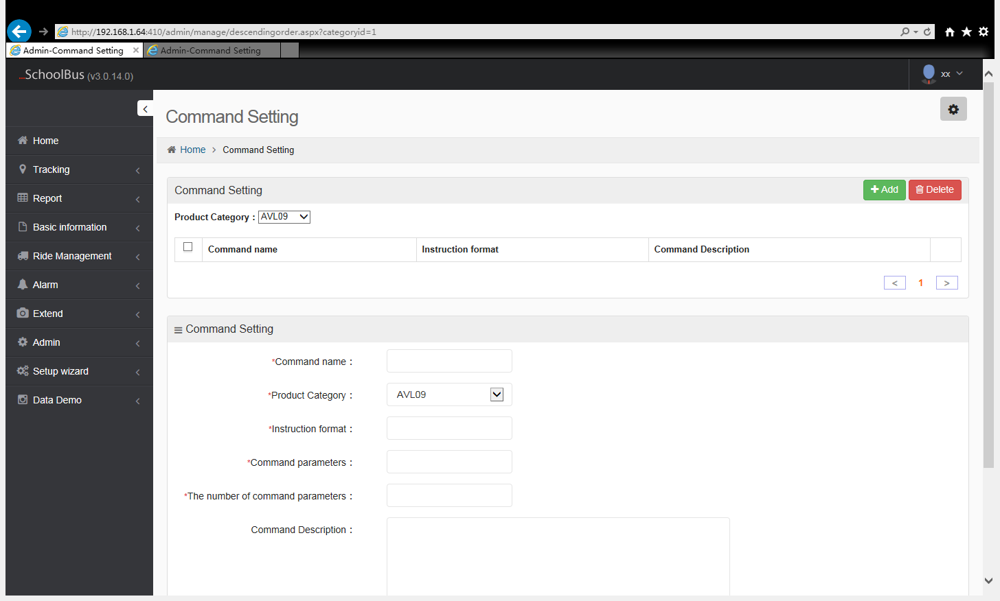 http://192.168.1.64:410/admin/manage/descendingorder.aspx?categoryid=1
Admin-Command Setting
Admin-Command Setting
...SchoolBus (v3.0.14.0)
xx
Command Setting
Home > Command Setting
Home
Tracking
Report
Basic information
Ride Management
Alarm
Extend
Admin
Setup wizard
Data Demo
Command Setting
Add
Delete
Product Category : AVL09
Command name
Instruction format
Command Description
< 1 >
Command Setting
*Command name :
*Product Category : AVL09
*Instruction format :
*Command parameters :
*The number of command parameters :
Command Description :